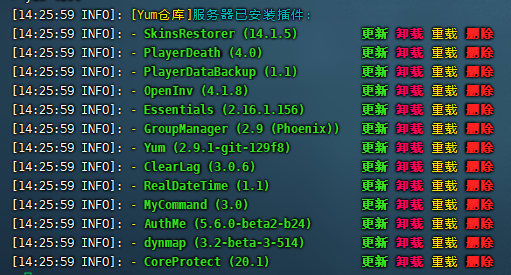 [14:25:59 INFO]: [Yum仓库]服务器已安装插件:
[14:25:59 INFO]: - SkinsRestorer (14.1.5) 更新 卸载 重载 删除
[14:25:59 INFO]: - PlayerDeath (4.0) 更新 卸载 重载 删除
[14:25:59 INFO]: - PlayerDataBackup (1.1) 更新 卸载 重载 删除
[14:25:59 INFO]: - OpenInv (4.1.8) 更新 卸载 重载 删除
[14:25:59 INFO]: - Essentials (2.16.1.156) 更新 卸载 重载 删除
[14:25:59 INFO]: - GroupManager (2.9 (Phoenix)) 更新 卸载 重载 删除
[14:25:59 INFO]: - Yum (2.9.1-git-129f8) 更新 卸载 重载 删除
[14:25:59 INFO]: - ClearLag (3.0.6) 更新 卸载 重载 删除
[14:25:59 INFO]: - RealDateTime (1.1) 更新 卸载 重载 删除
[14:25:59 INFO]: - MyCommand (3.0) 更新 卸载 重载 删除
[14:25:59 INFO]: - AuthMe (5.6.0-beta2-b24) 更新 卸载 重载 删除
[14:25:59 INFO]: - dynmap (3.2-beta-3-514) 更新 卸载 重载 删除
[14:25:59 INFO]: - CoreProtect (20.1) 更新 卸载 重载 删除